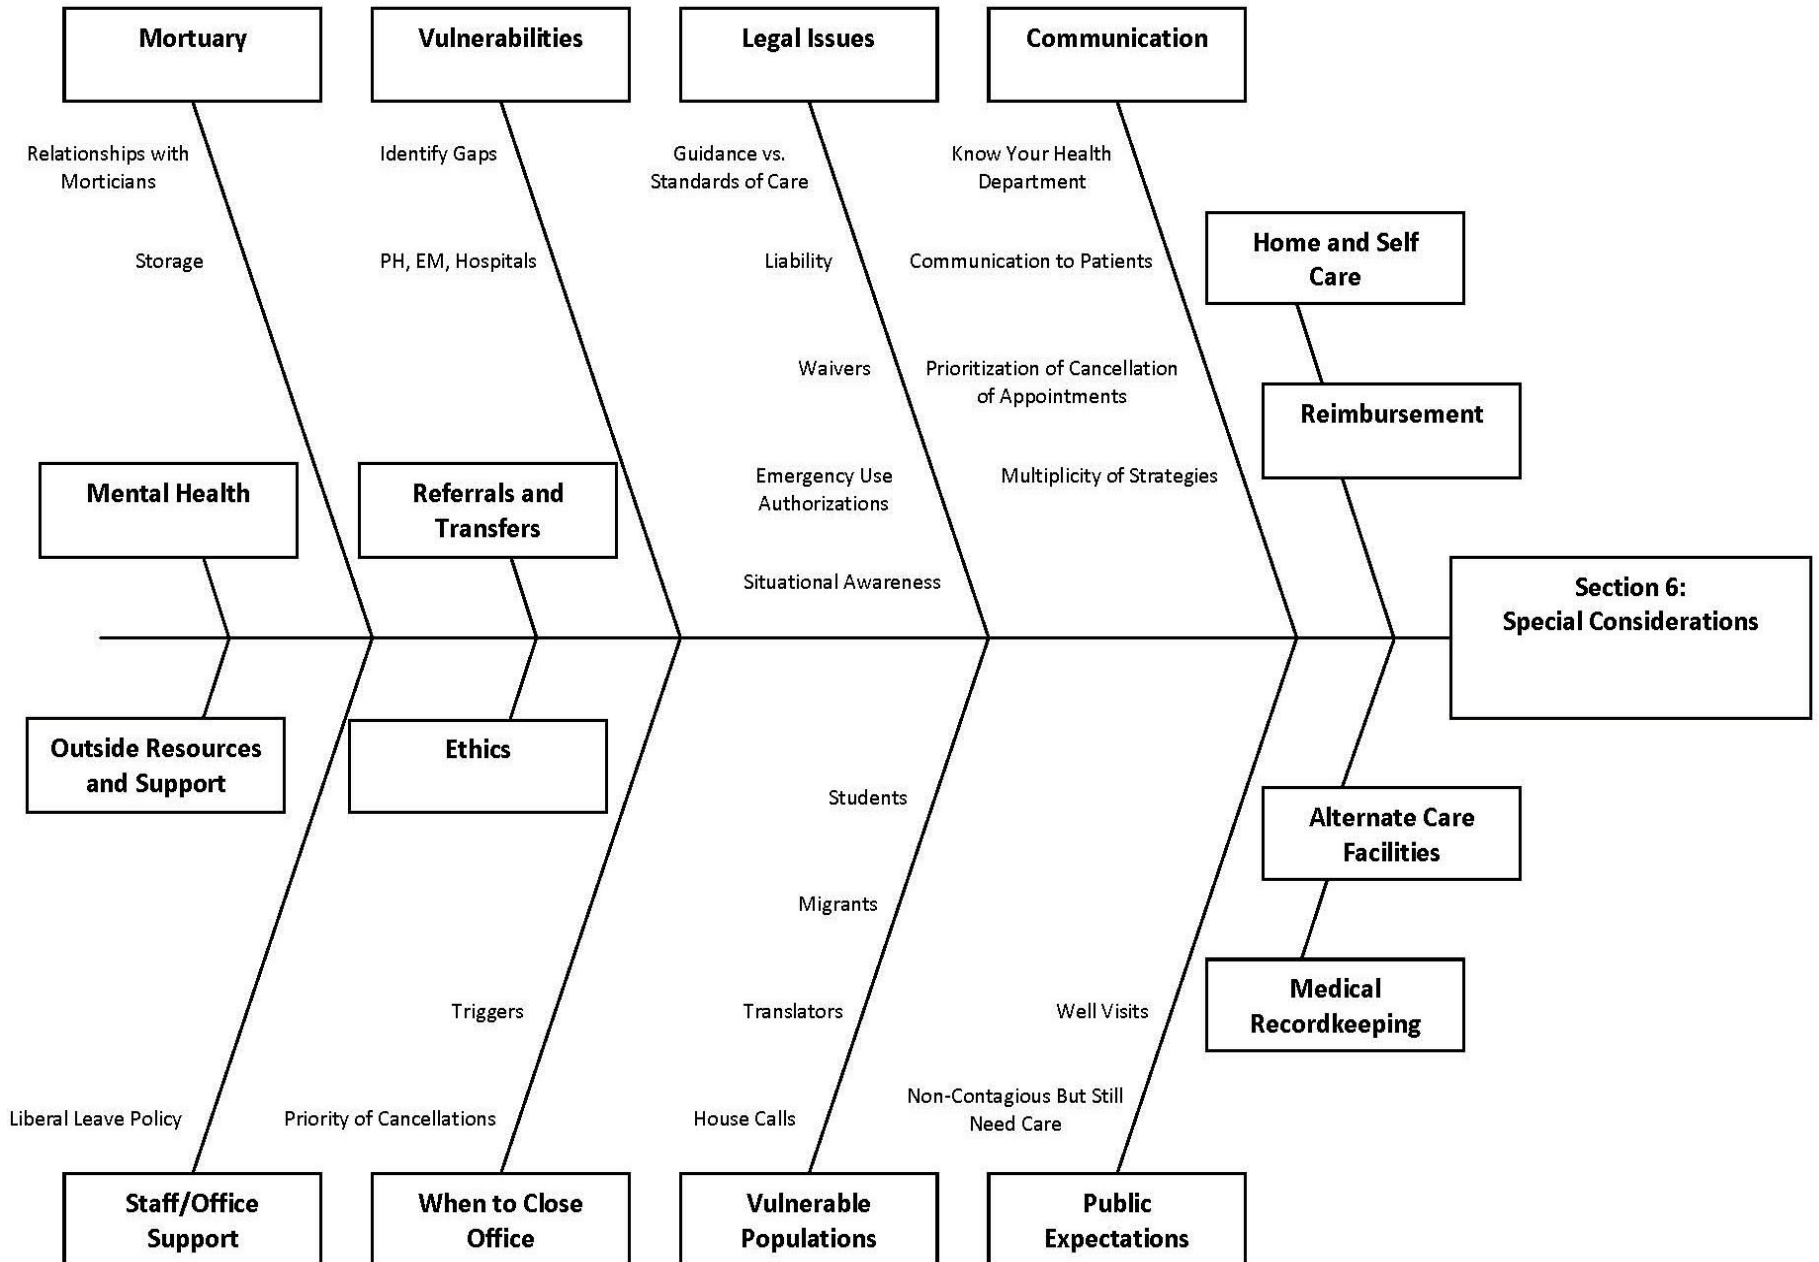 Mortuary
Vulnerabilities
Legal Issues
Communication
Relationships with
Morticians
Identify Gaps
Guidance vs.
Standards of Care
Know Your Health
Department
Storage
PH, EM, Hospitals
Liability
Communication to Patients
Home and Self
Care
Waivers
Prioritization of Cancellation
of Appointments
Reimbursement
Mental Health
Referrals and
Transfers
Emergency Use
Authorizations
Multiplicity of Strategies
Situational Awareness
Section 6:
Special Considerations
Outside Resources
and Support
Ethics
Students
Alternate Care
Facilities
Migrants
Triggers
Translators
Well Visits
Medical
Recordkeeping
Liberal Leave Policy
Priority of Cancellations
House Calls
Non-Contagious But Still
Need Care
Staff/Office
Support
When to Close
Office
Vulnerable
Populations
Public
Expectations